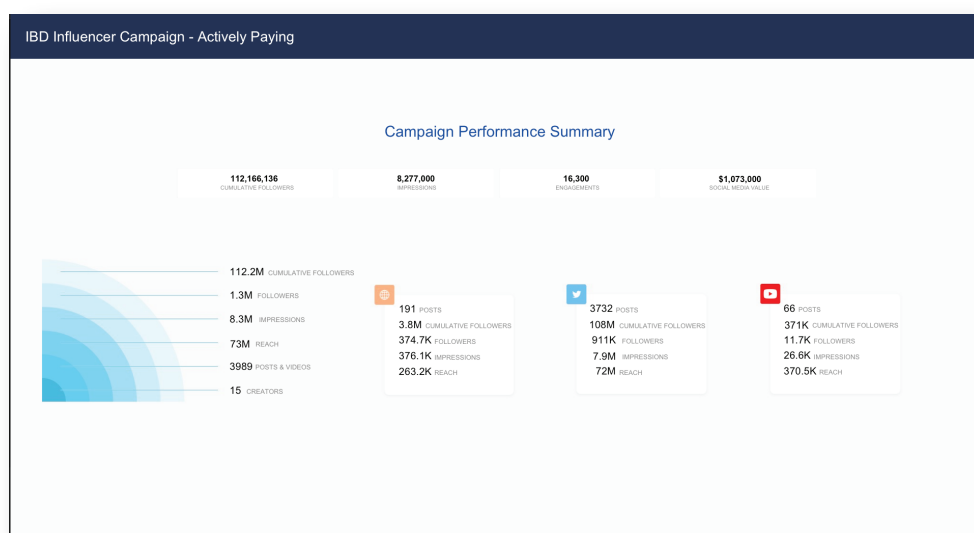 IBD Influencer Campaign - Actively Paying
Campaign Performance Summary
112,166,136
CUMULATIVE FOLLOWERS
8,277,000
IMPRESSIONS
16,300
ENGAGEMENTS
$1,073,000
SOCIAL MEDIA VALUE
112.2M CUMULATIVE FOLLOWERS
1.3M FOLLOWERS
8.3M IMPRESSIONS
73M REACH
3989 POSTS & VIDEOS
15 CREATORS
191 POSTS
3.8M CUMULATIVE FOLLOWERS
374.7K FOLLOWERS
376.1K IMPRESSIONS
263.2K REACH
3732 POSTS
108M CUMULATIVE FOLLOWERS
911K FOLLOWERS
7.9M IMPRESSIONS
72M REACH
66 POSTS
371K CUMULATIVE FOLLOWERS
11.7K FOLLOWERS
26.6K IMPRESSIONS
370.5K REACH